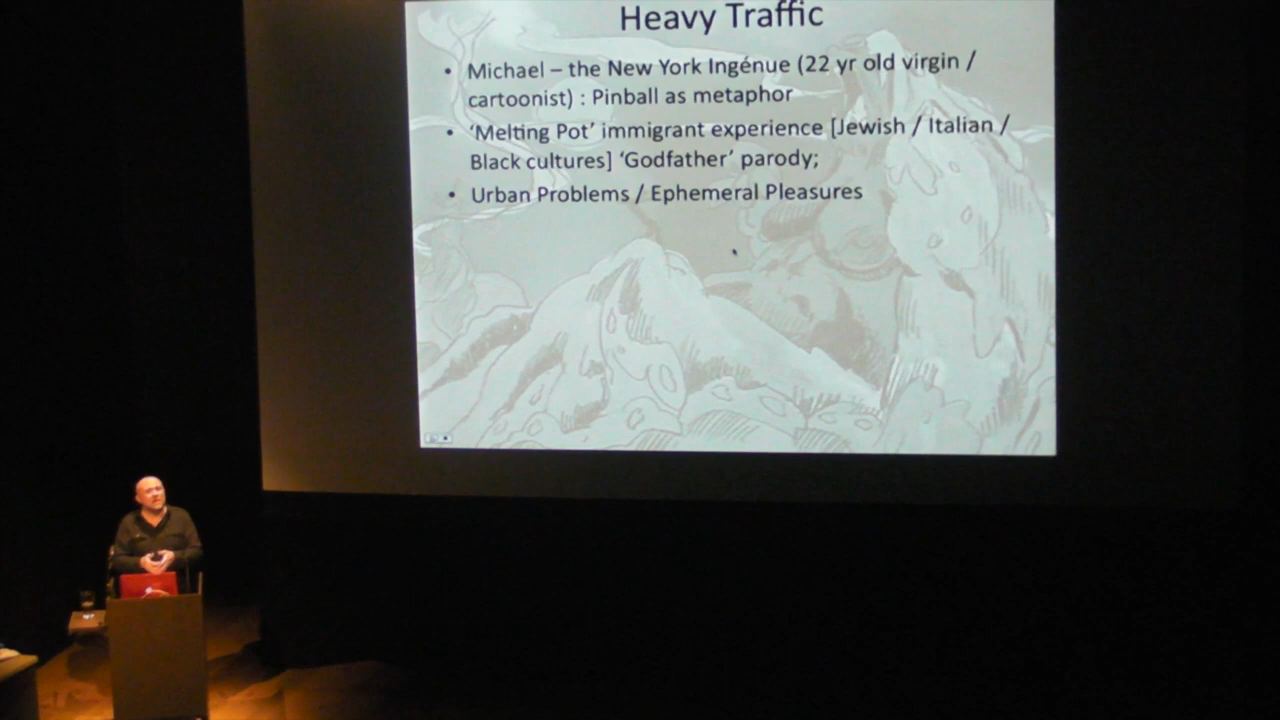 Heavy Traffic
• Michael – the New York Ingénue (22 yr old virgin /
cartoonist) : Pinball as metaphor
• ‘Melting Pot’ immigrant experience [Jewish / Italian /
Black cultures] ‘Godfather’ parody;
• Urban Problems / Ephemeral Pleasures